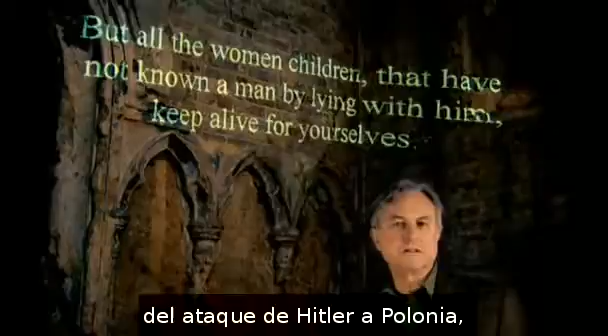 But all the women children, that have
not known a man by lying with him,
keep alive for yourselves.
del ataque de Hitler a Polonia,